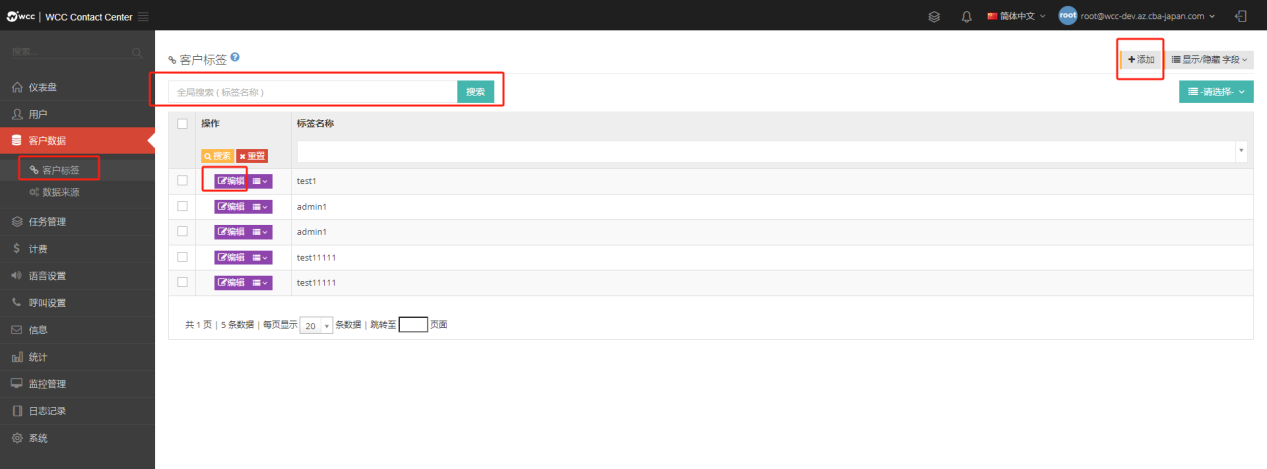 wcc | WCC Contact Center
简体中文
root
root@wcc-dev.az.cba-japan.com
搜索...
仪表盘
用户
客户数据
客户标签
数据来源
任务管理
计费
语音设置
呼叫设置
信息
统计
监控管理
日志记录
系统
客户标签 ?
+添加
显示/隐藏 字段
全局搜索 ( 标签名称 )
搜索
-请选择-
操作
标签名称
搜索 重置
编辑 test1
编辑 admin1
编辑 admin1
编辑 test11111
编辑 test11111
共 1 页 | 5 条数据 | 每页显示 20 条数据 | 跳转至 页面